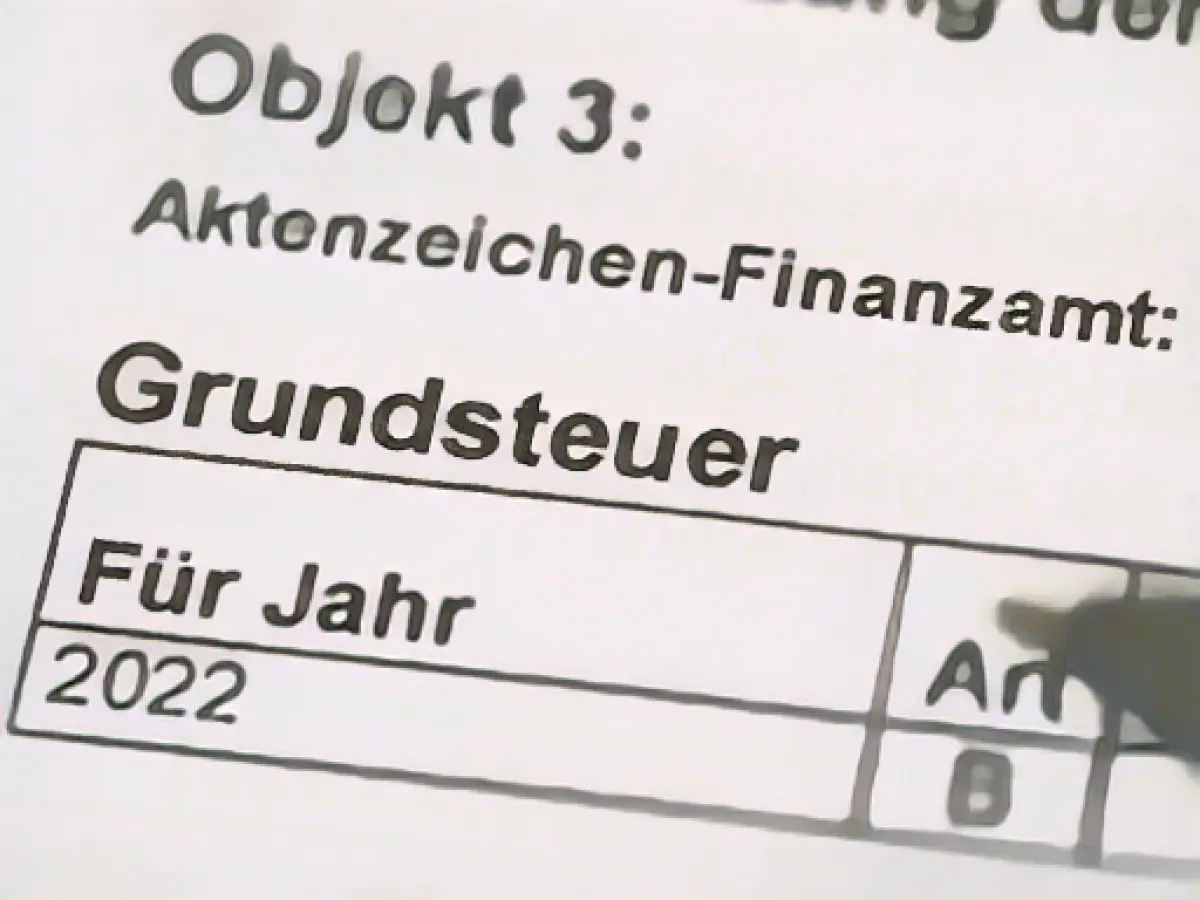 Objekt 3:
Aktenzeichen-Finanzamt:
Grundsteuer
Für Jahr
2022
B